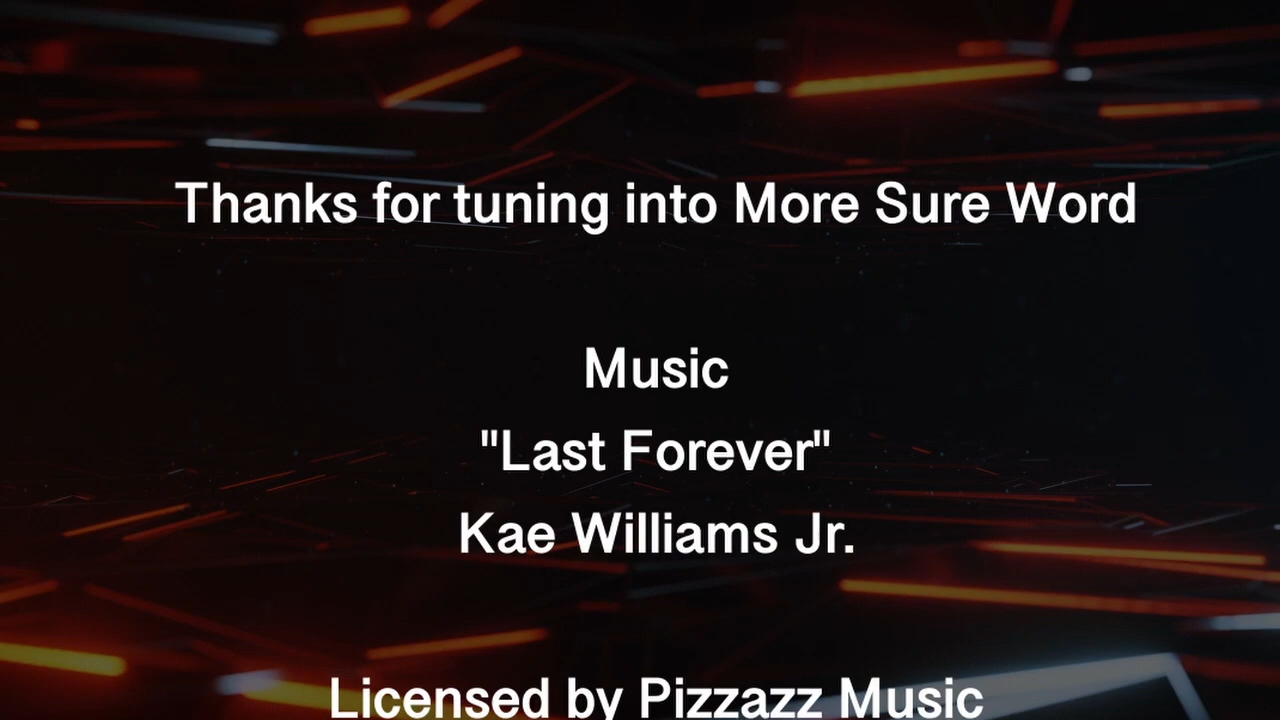 Thanks for tuning into More Sure Word
Music
"Last Forever"
Kae Williams Jr.
Licensed by Pizzazz Music